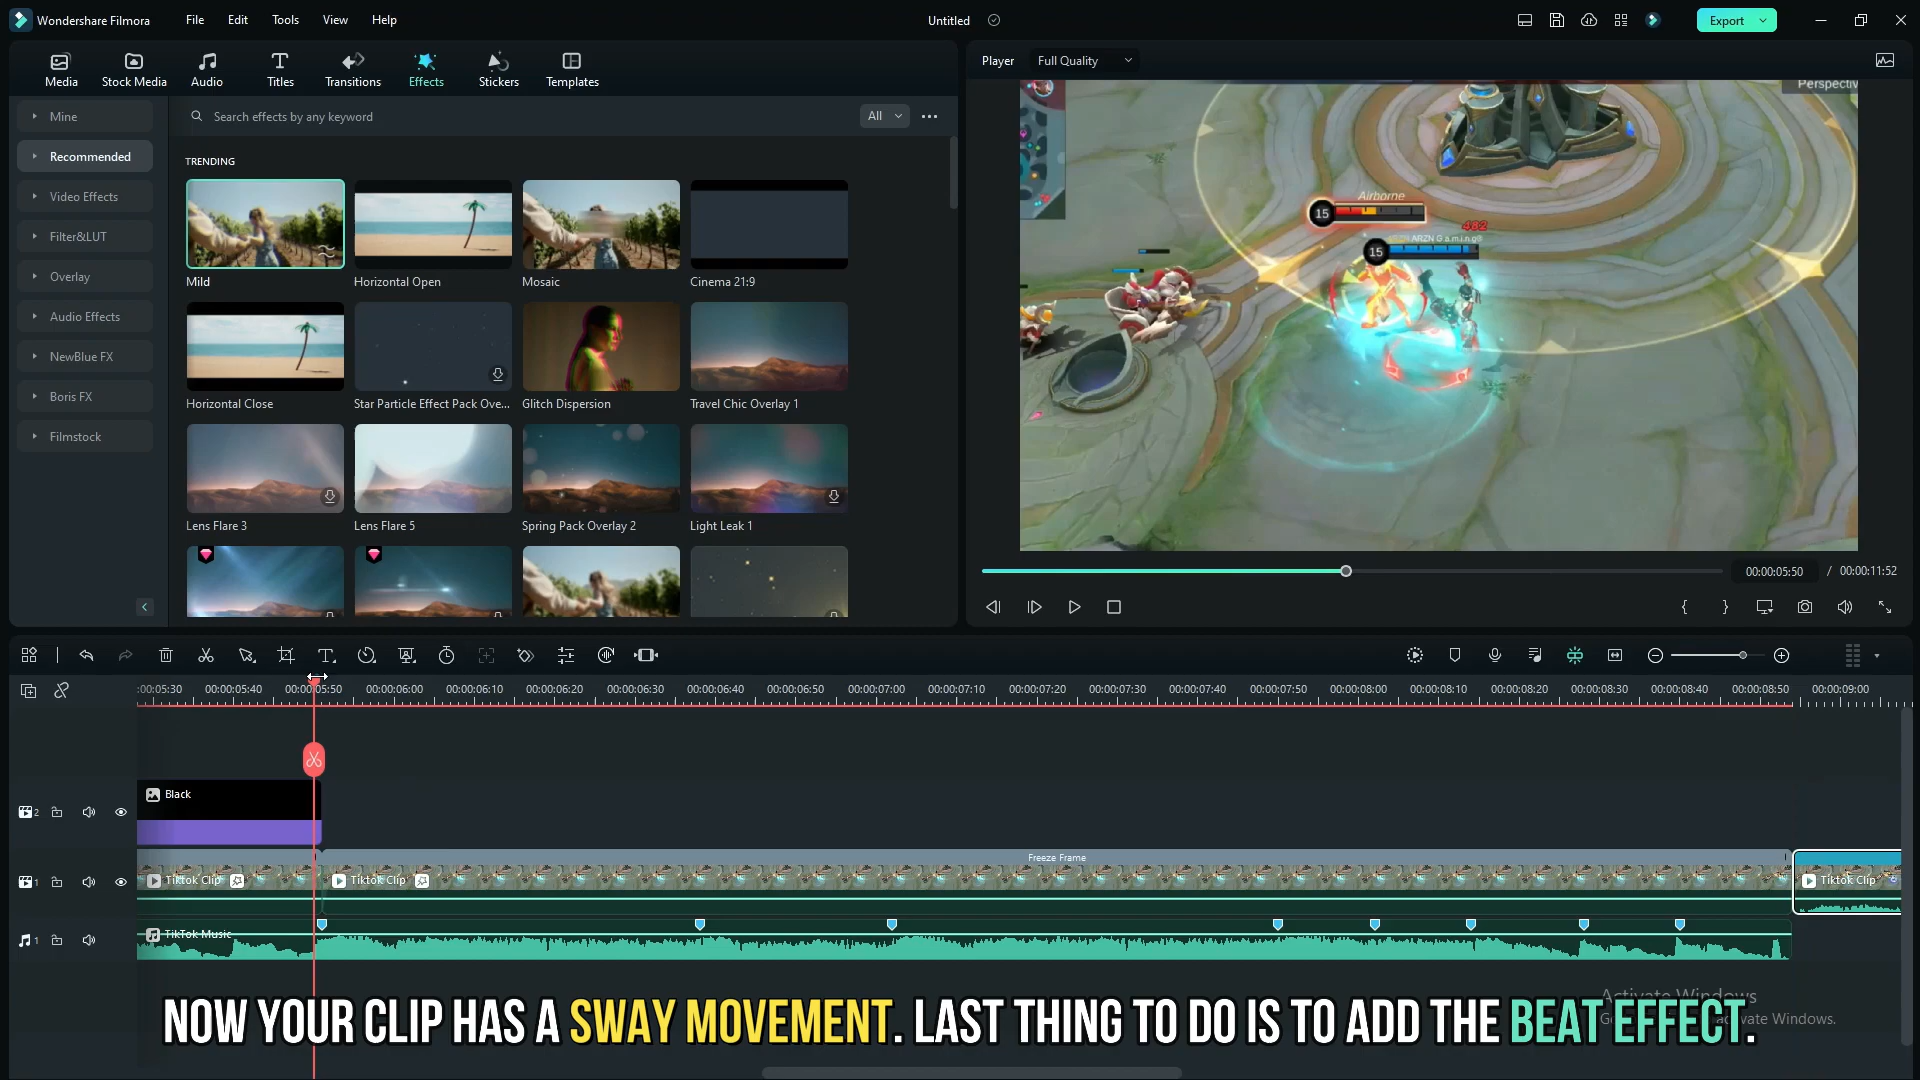 Wondershare Filmora File Edit Tools View Help Untitled Export
Media Stock Media Audio Titles Transitions Effects Stickers Templates
Player Full Quality
Mine
Recommended
Video Effects
Filter&LUT
Overlay
Audio Effects
NewBlue FX
Boris FX
Filmstock
Search effects by any keyword All
TRENDING
Mild Horizontal Open Mosaic Cinema 21:9
Horizontal Close Star Particle Effect Pack Ove... Glitch Dispersion Travel Chic Overlay 1
Lens Flare 3 Lens Flare 5 Spring Pack Overlay 2 Light Leak 1
Perspectiv
Airborne
15
482
ARZN Gaming
15
00:00:05:50 / 00:00:11:52
:00:05:30 00:00:05:40 00:00:05:50 00:00:06:00 00:00:06:10 00:00:06:20 00:00:06:30 00:00:06:40 00:00:06:50 00:00:07:00 00:00:07:10 00:00:07:20 00:00:07:30 00:00:07:40 00:00:07:50 00:00:08:00 00:00:08:10 00:00:08:20 00:00:08:30 00:00:08:40 00:00:08:50 00:00:09:00
2 Black
Freeze Frame
1 Tiktok Clip Tiktok Clip Tiktok Clip
1 TikTok Music
Activate Windows
NOW YOUR CLIP HAS A SWAY MOVEMENT. LAST THING TO DO IS TO ADD THE BEAT EFFECT.